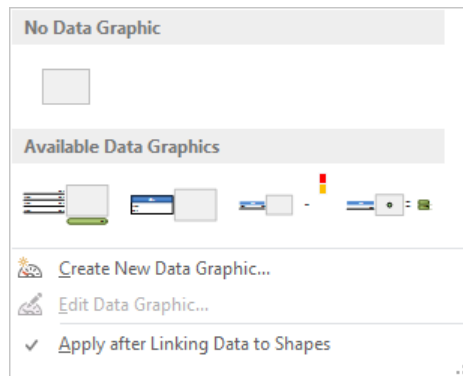 No Data Graphic
Available Data Graphics
Create New Data Graphic...
Edit Data Graphic...
Apply after Linking Data to Shapes